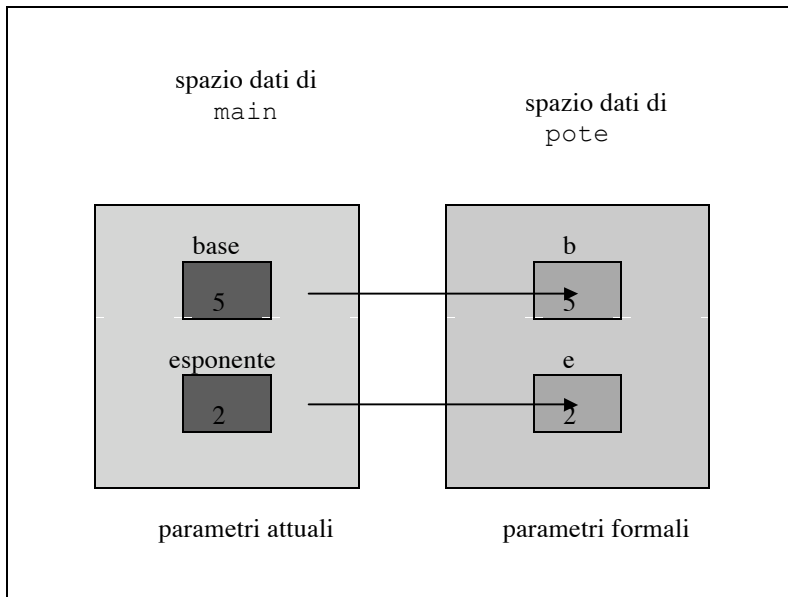 spazio dati di
main
spazio dati di
pote
base
5
esponente
2
b
5
e
2
parametri attuali
parametri formali